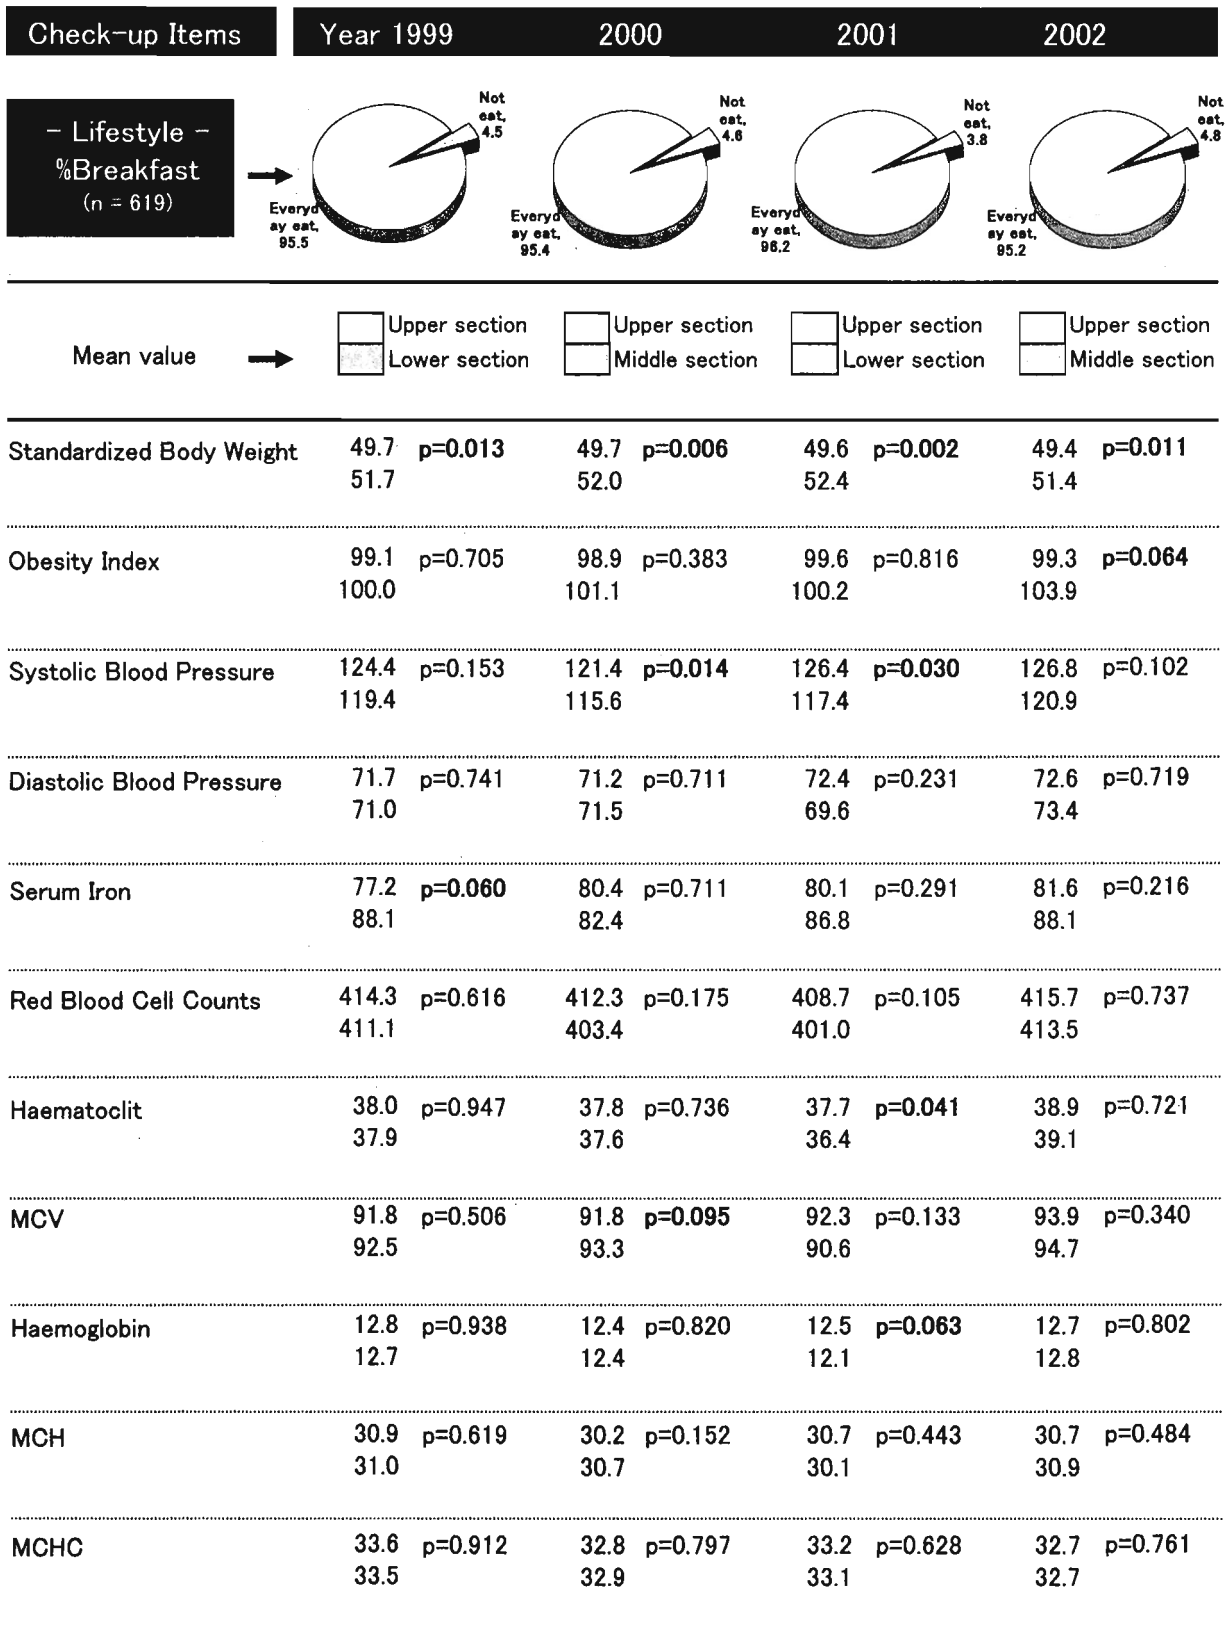 Check-up Items Year 1999 2000 2001 2002
- Lifestyle -
%Breakfast
(n = 619)
Not
eat,
4.5
Everyd
ay eat,
95.5
Not
eat,
4.6
Everyd
ay eat,
95.4
Not
eat,
3.8
Everyd
ay eat,
96.2
Not
eat,
4.8
Everyd
ay eat,
95.2
Mean value
Upper section Upper section Upper section Upper section
Lower section Middle section Lower section Middle section
Standardized Body Weight 49.7 p=0.013 49.7 p=0.006 49.6 p=0.002 49.4 p=0.011
51.7 52.0 52.4 51.4
Obesity Index 99.1 p=0.705 98.9 p=0.383 99.6 p=0.816 99.3 p=0.064
100.0 101.1 100.2 103.9
Systolic Blood Pressure 124.4 p=0.153 121.4 p=0.014 126.4 p=0.030 126.8 p=0.102
119.4 115.6 117.4 120.9
Diastolic Blood Pressure 71.7 p=0.741 71.2 p=0.711 72.4 p=0.231 72.6 p=0.719
71.0 71.5 69.6 73.4
Serum Iron 77.2 p=0.060 80.4 p=0.711 80.1 p=0.291 81.6 p=0.216
88.1 82.4 86.8 88.1
Red Blood Cell Counts 414.3 p=0.616 412.3 p=0.175 408.7 p=0.105 415.7 p=0.737
411.1 403.4 401.0 413.5
Haematoclit 38.0 p=0.947 37.8 p=0.736 37.7 p=0.041 38.9 p=0.721
37.9 37.6 36.4 39.1
MCV 91.8 p=0.506 91.8 p=0.095 92.3 p=0.133 93.9 p=0.340
92.5 93.3 90.6 94.7
Haemoglobin 12.8 p=0.938 12.4 p=0.820 12.5 p=0.063 12.7 p=0.802
12.7 12.4 12.1 12.8
MCH 30.9 p=0.619 30.2 p=0.152 30.7 p=0.443 30.7 p=0.484
31.0 30.7 30.1 30.9
MCHC 33.6 p=0.912 32.8 p=0.797 33.2 p=0.628 32.7 p=0.761
33.5 32.9 33.1 32.7